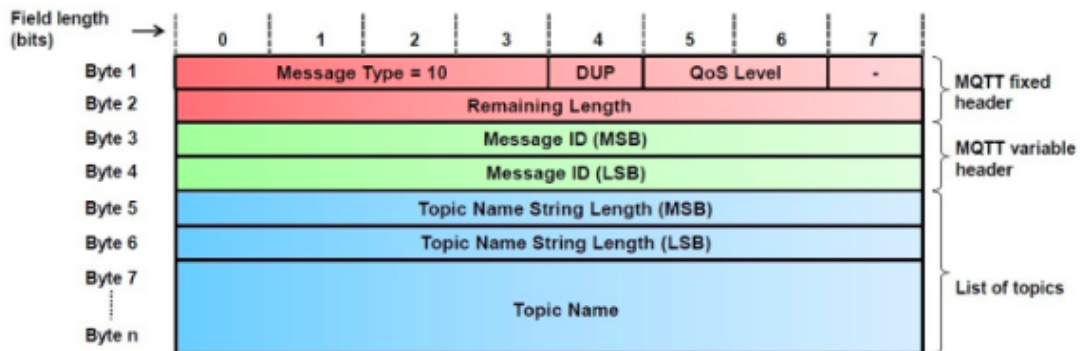 Field length
(bits)
0 1 2 3 4 5 6 7
Byte 1 Message Type = 10 DUP QoS Level -
Byte 2 Remaining Length
MQTT fixed
header
Byte 3 Message ID (MSB)
Byte 4 Message ID (LSB)
MQTT variable
header
Byte 5 Topic Name String Length (MSB)
Byte 6 Topic Name String Length (LSB)
Byte 7
Topic Name
Byte n
List of topics